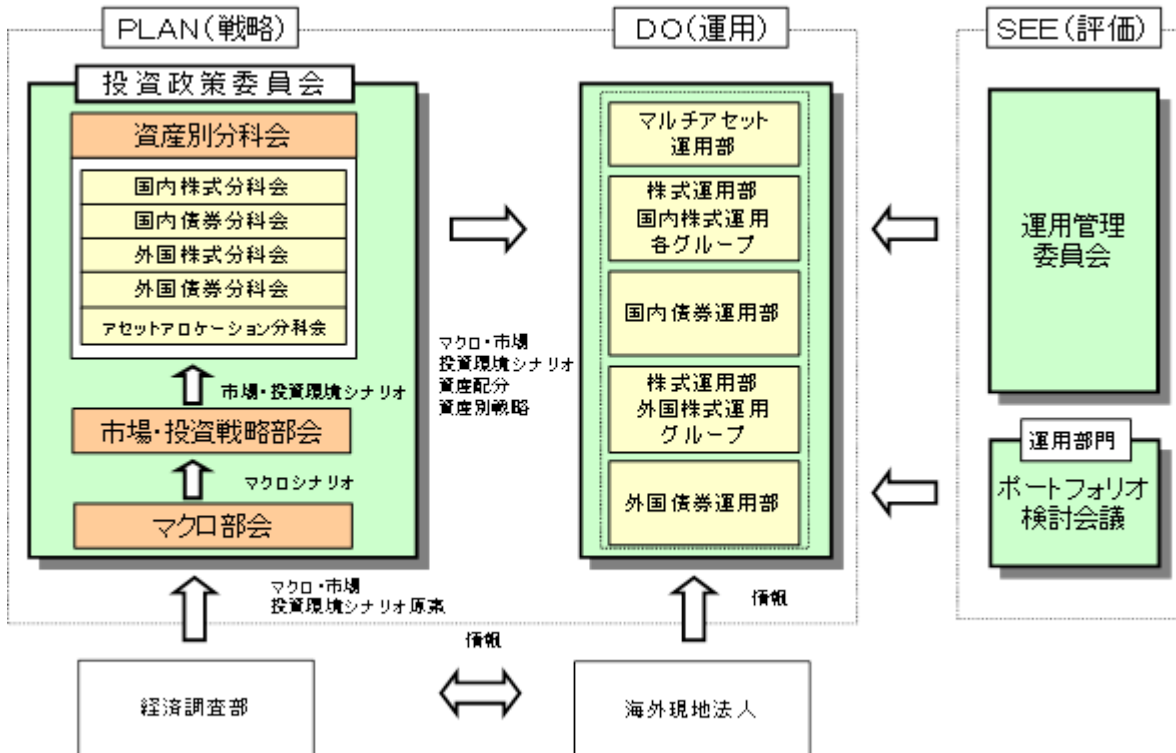 PLAN(戦略)
投資政策委員会
資産別分科会
国内株式分科会
国内債券分科会
外国株式分科会
外国債券分科会
アセットアロケーション分科会
市場・投資環境シナリオ
市場・投資戦略部会
マクロシナリオ
マクロ部会
マクロ・市場
投資環境シナリオ原案
経済調査部
マクロ・市場
投資環境シナリオ
資産配分
資産別戦略
DO(運用)
マルチアセット
運用部
株式運用部
国内株式運用
各グループ
国内債券運用部
株式運用部
外国株式運用
グループ
外国債券運用部
情報
情報
海外現地法人
SEE(評価)
運用管理
委員会
運用部門
ポートフォリオ
検討会議